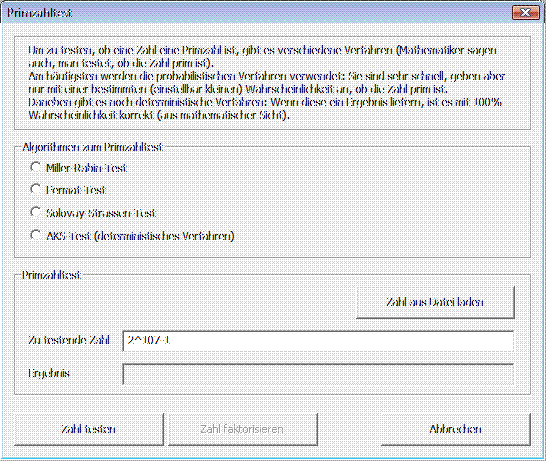 Primzahltest
Um zu testen, ob eine Zahl eine Primzahl ist, gibt es verschiedene Verfahren (Mathematiker sagen
auch, man testet, ob die Zahl prim ist).
Am häufigsten werden die probabilistischen Verfahren verwendet: Sie sind sehr schnell, geben aber
nur mit einer bestimmten (einstellbar kleinen) Wahrscheinlichkeit an, ob die Zahl prim ist.
Daneben gibt es noch deterministische Verfahren: Wenn diese ein Ergebnis liefern, ist es mit 100%
Wahrscheinlichkeit korrekt (aus mathematischer Sicht).
Algorithmen zum Primzahltest
Miller-Rabin-Test
Fermat-Test
Solovay-Strassen-Test
AKS-Test (deterministisches Verfahren)
Primzahltest
Zahl aus Datei laden
Zu testende Zahl
2^107-1
Ergebnis
Zahl testen
Zahl faktorisieren
Abbrechen